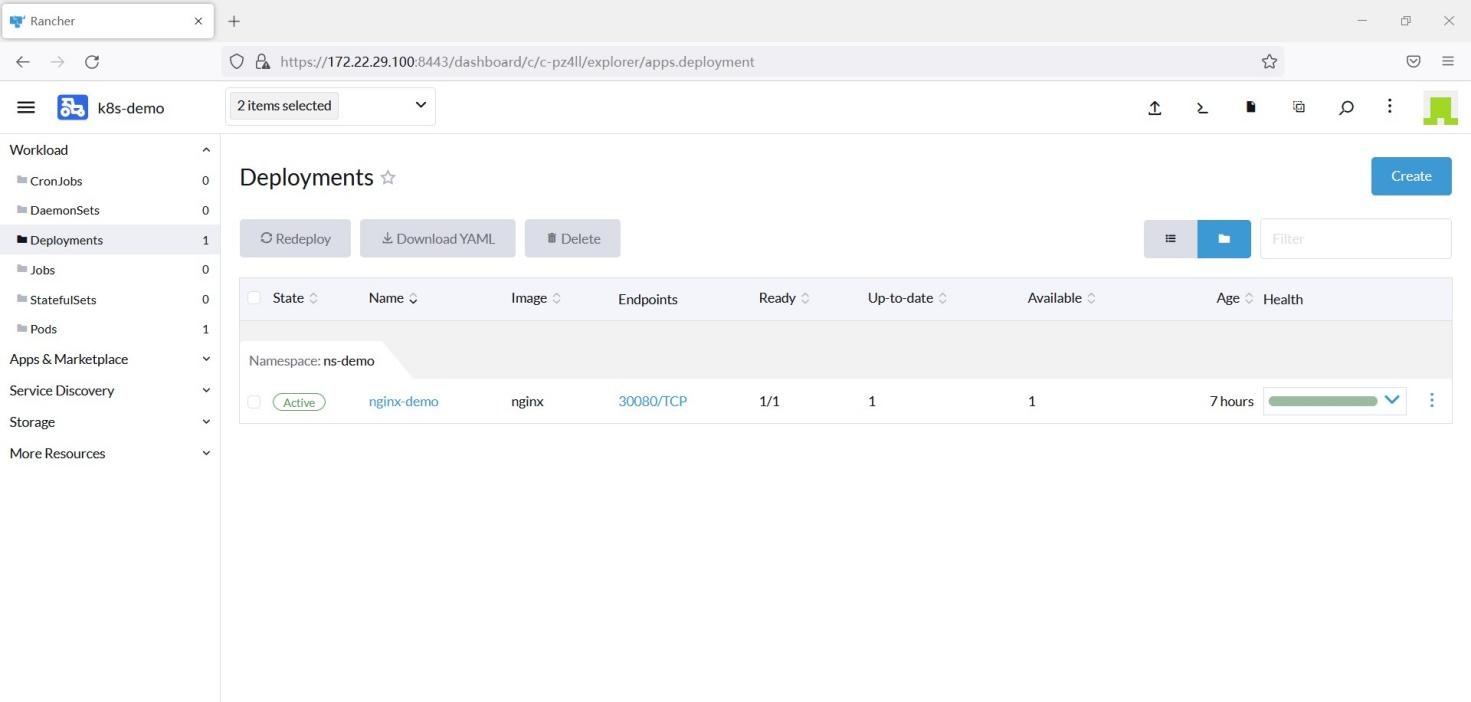 Rancher
https://172.22.29.100:8443/dashboard/c/c-pz4ll/explorer/apps.deployment
k8s-demo
2 items selected
Workload
CronJobs 0
DaemonSets 0
Deployments 1
Jobs 0
StatefulSets 0
Pods 1
Apps & Marketplace
Service Discovery
Storage
More Resources
Deployments
Create
Redeploy Download YAML Delete
Filter
State Name Image Endpoints Ready Up-to-date Available Age Health
Namespace: ns-demo
Active nginx-demo nginx 30080/TCP 1/1 1 1 7 hours